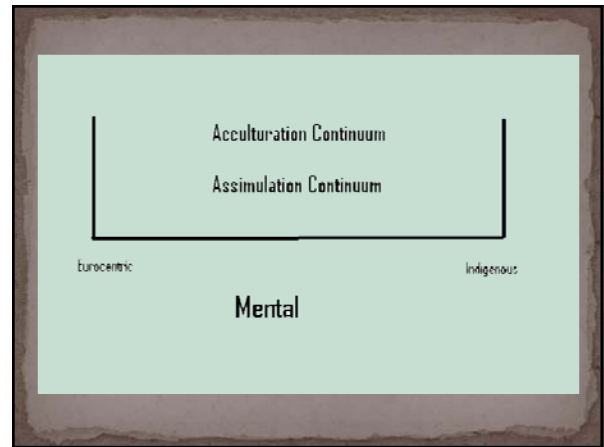 Acculturation Continuum
Assimulation Continuum
Eurocentric Indigenous
Mental